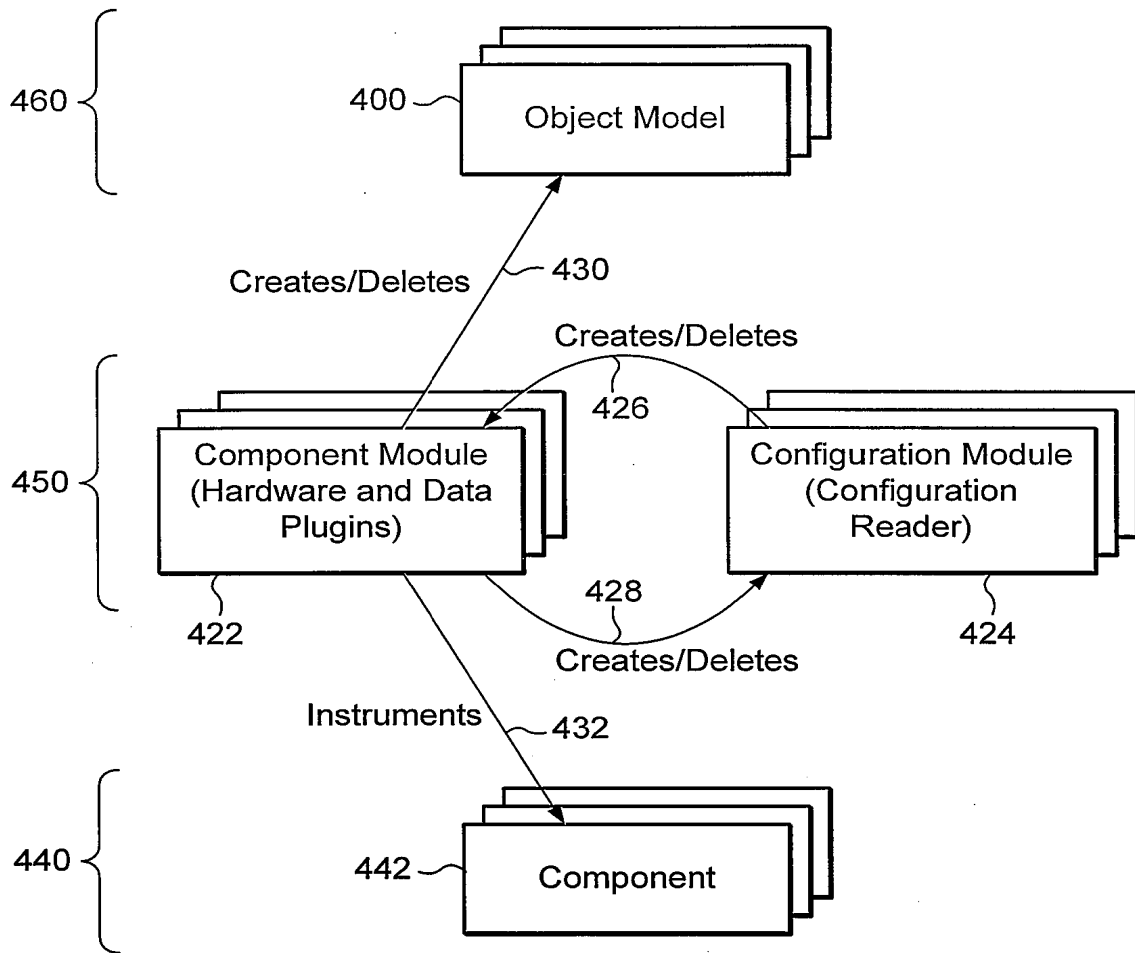 460
400
Object Model
Creates/Deletes
430
Creates/Deletes
426
450
Component Module
(Hardware and Data
Plugins)
Configuration Module
(Configuration
Reader)
422
428
424
Creates/Deletes
Instruments
432
440
442
Component